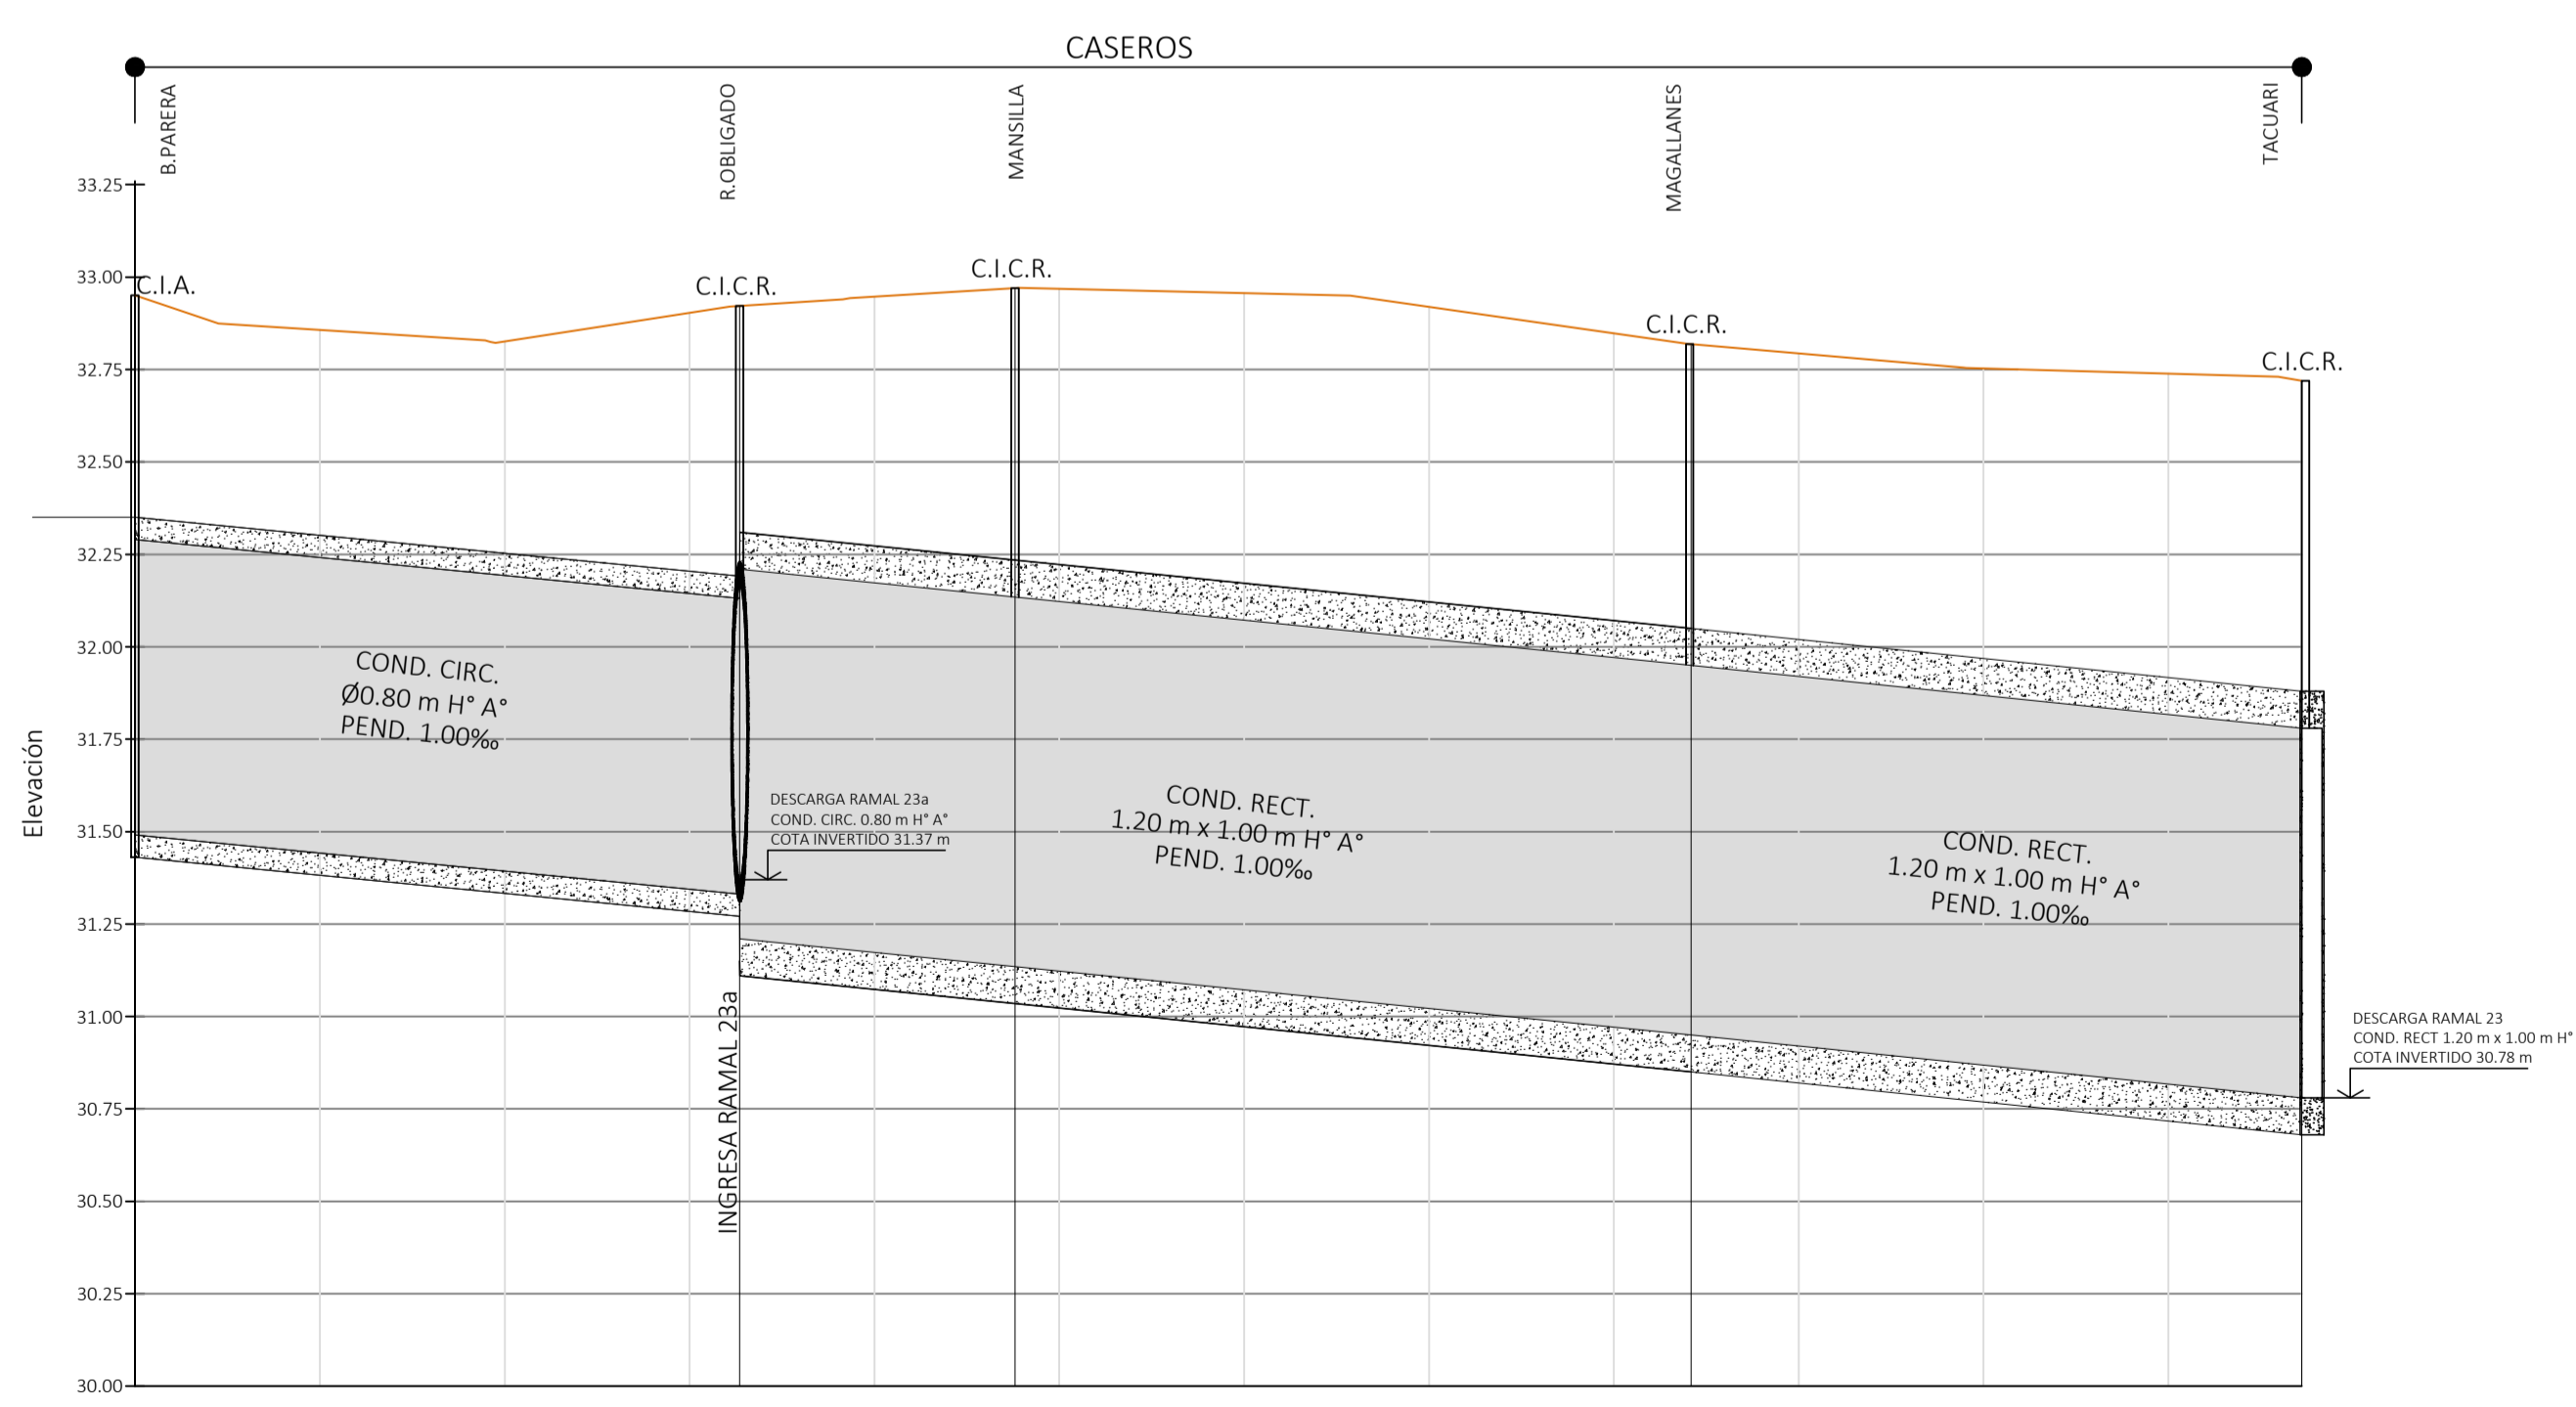 CASEROS
B.PARERA
R.OBLIGADO
MANSILLA
MAGALLANES
TACUARI
33.25
33.00
C.I.A.
C.I.C.R.
C.I.C.R.
C.I.C.R.
C.I.C.R.
32.75
32.50
32.25
32.00
31.75
31.50
31.25
31.00
30.75
30.50
30.25
30.00
Elevación
COND. CIRC.
Ø0.80 m H° A°
PEND. 1.00‰
DESCARGA RAMAL 23a
COND. CIRC. 0.80 m H° A°
COTA INVERTIDO 31.37 m
INGRESA RAMAL 23a
COND. RECT.
1.20 m x 1.00 m H° A°
PEND. 1.00‰
COND. RECT.
1.20 m x 1.00 m H° A°
PEND. 1.00‰
DESCARGA RAMAL 23
COND. RECT 1.20 m x 1.00 m H°
COTA INVERTIDO 30.78 m